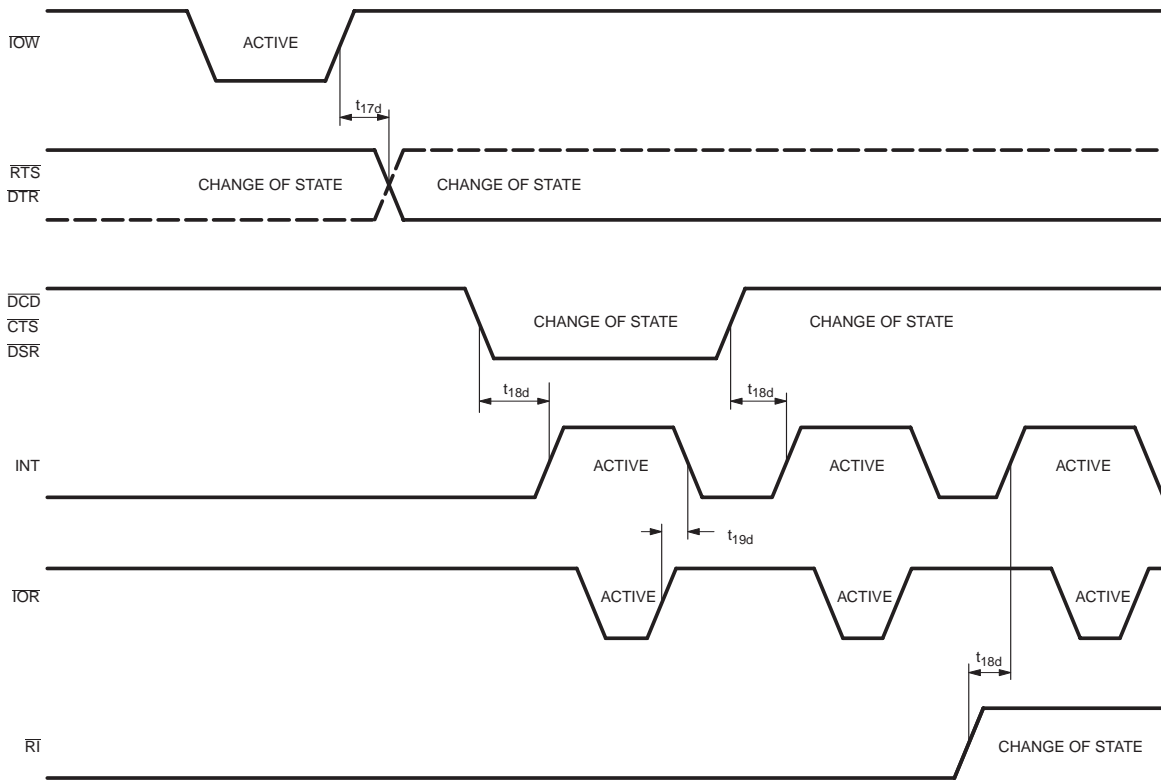 IOW
ACTIVE
t17d
RTS
DTR
CHANGE OF STATE
CHANGE OF STATE
DCD
CTS
DSR
CHANGE OF STATE
CHANGE OF STATE
t18d
t18d
INT
ACTIVE
ACTIVE
ACTIVE
t19d
IOR
ACTIVE
ACTIVE
ACTIVE
t18d
RI
CHANGE OF STATE